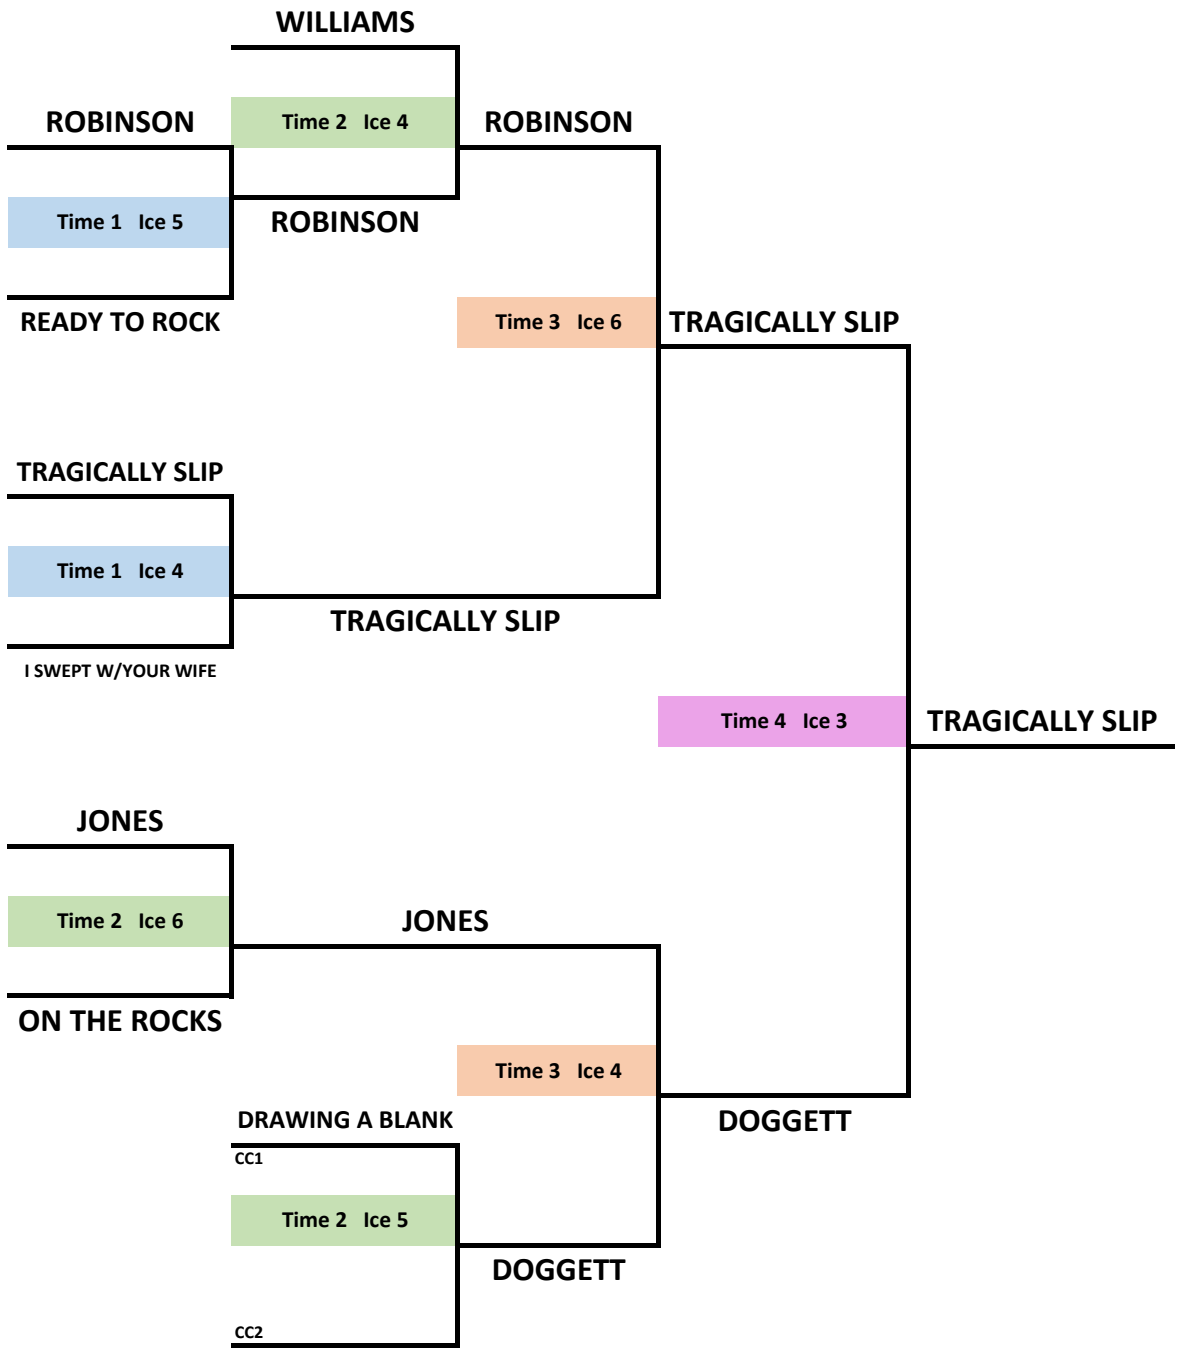 WILLIAMS
ROBINSON
Time 2 Ice 4
ROBINSON
Time 1 Ice 5
ROBINSON
READY TO ROCK
Time 3 Ice 6
TRAGICALLY SLIP
TRAGICALLY SLIP
Time 1 Ice 4
TRAGICALLY SLIP
I SWEPT W/YOUR WIFE
Time 4 Ice 3
TRAGICALLY SLIP
JONES
Time 2 Ice 6
JONES
ON THE ROCKS
Time 3 Ice 4
DRAWING A BLANK
DOGGETT
CC1
Time 2 Ice 5
DOGGETT
CC2